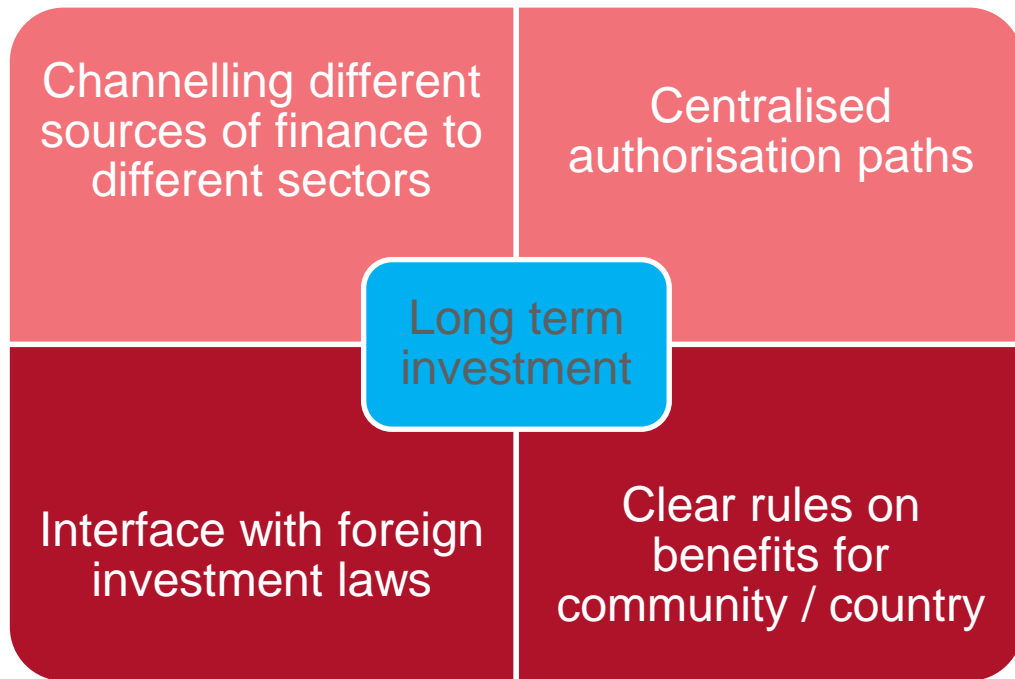 Channelling different
sources of finance to
different sectors
Centralised
authorisation paths
Long term
investment
Interface with foreign
investment laws
Clear rules on
benefits for
community / country